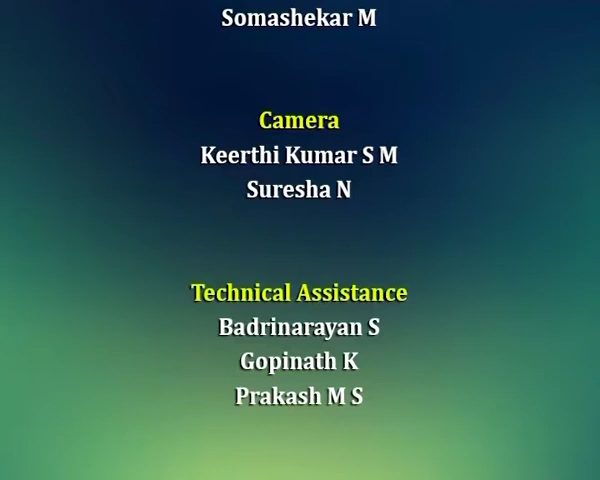 Somashekar M
Camera
Keerthi Kumar S M
Suresha N
Technical Assistance
Badrinarayan S
Gopinath K
Prakash M S